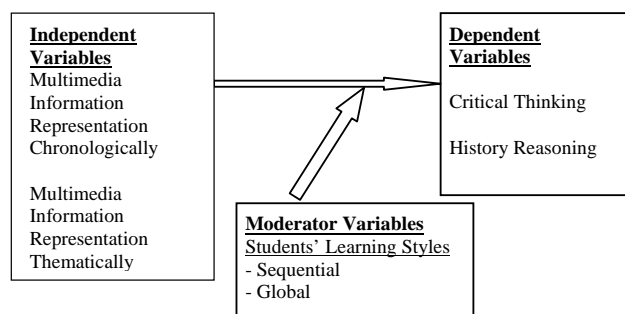 Independent
Variables
Multimedia
Information
Representation
Chronologically
Multimedia
Information
Representation
Thematically
Dependent
Variables
Critical Thinking
History Reasoning
Moderator Variables
Students' Learning Styles
- Sequential
- Global